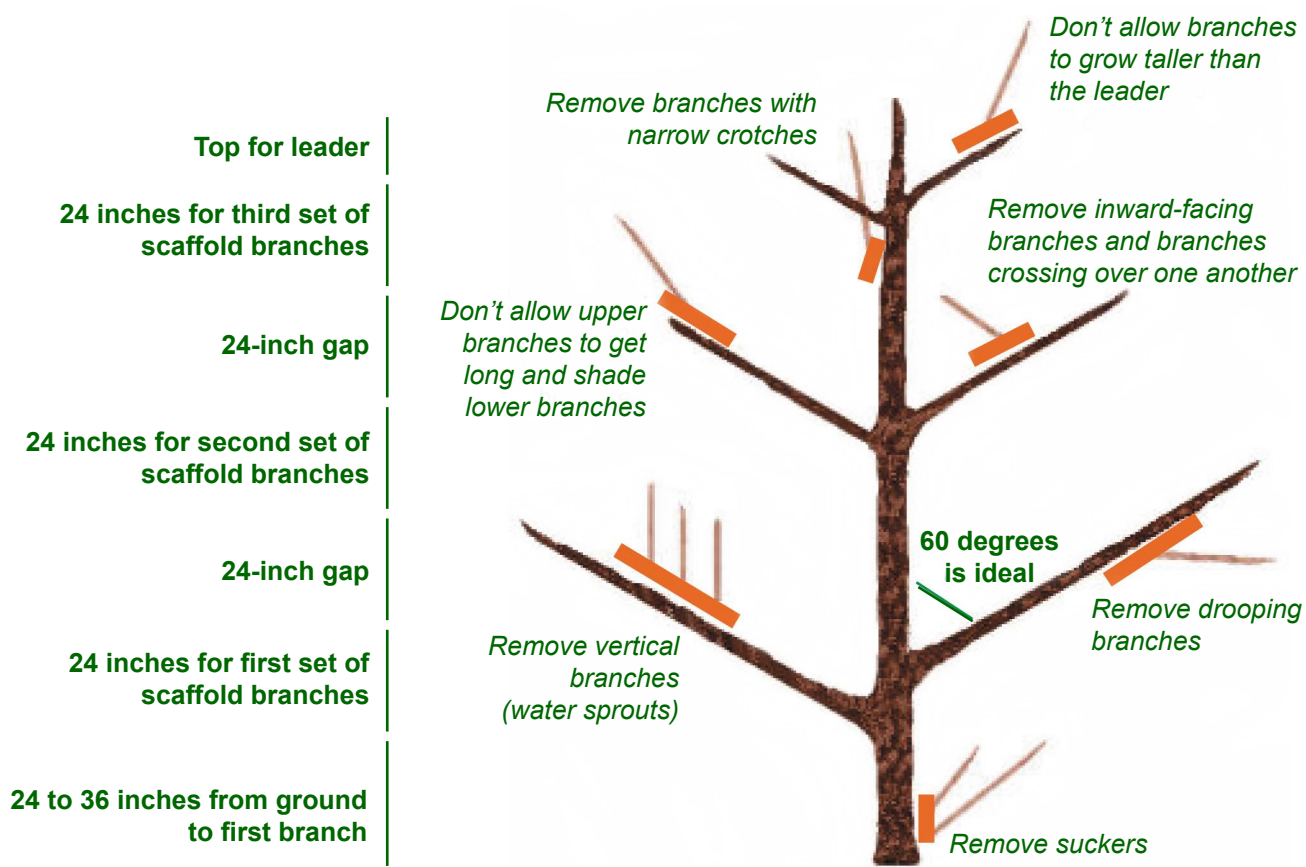 Top for leader
24 inches for third set of
scaffold branches
24-inch gap
24 inches for second set of
scaffold branches
24-inch gap
24 inches for first set of
scaffold branches
24 to 36 inches from ground
to first branch
Don’t allow branches
to grow taller than
the leader
Remove branches with
narrow crotches
Remove inward-facing
branches and branches
crossing over one another
Don’t allow upper
branches to get
long and shade
lower branches
60 degrees
is ideal
Remove drooping
branches
Remove vertical
branches
(water sprouts)
Remove suckers